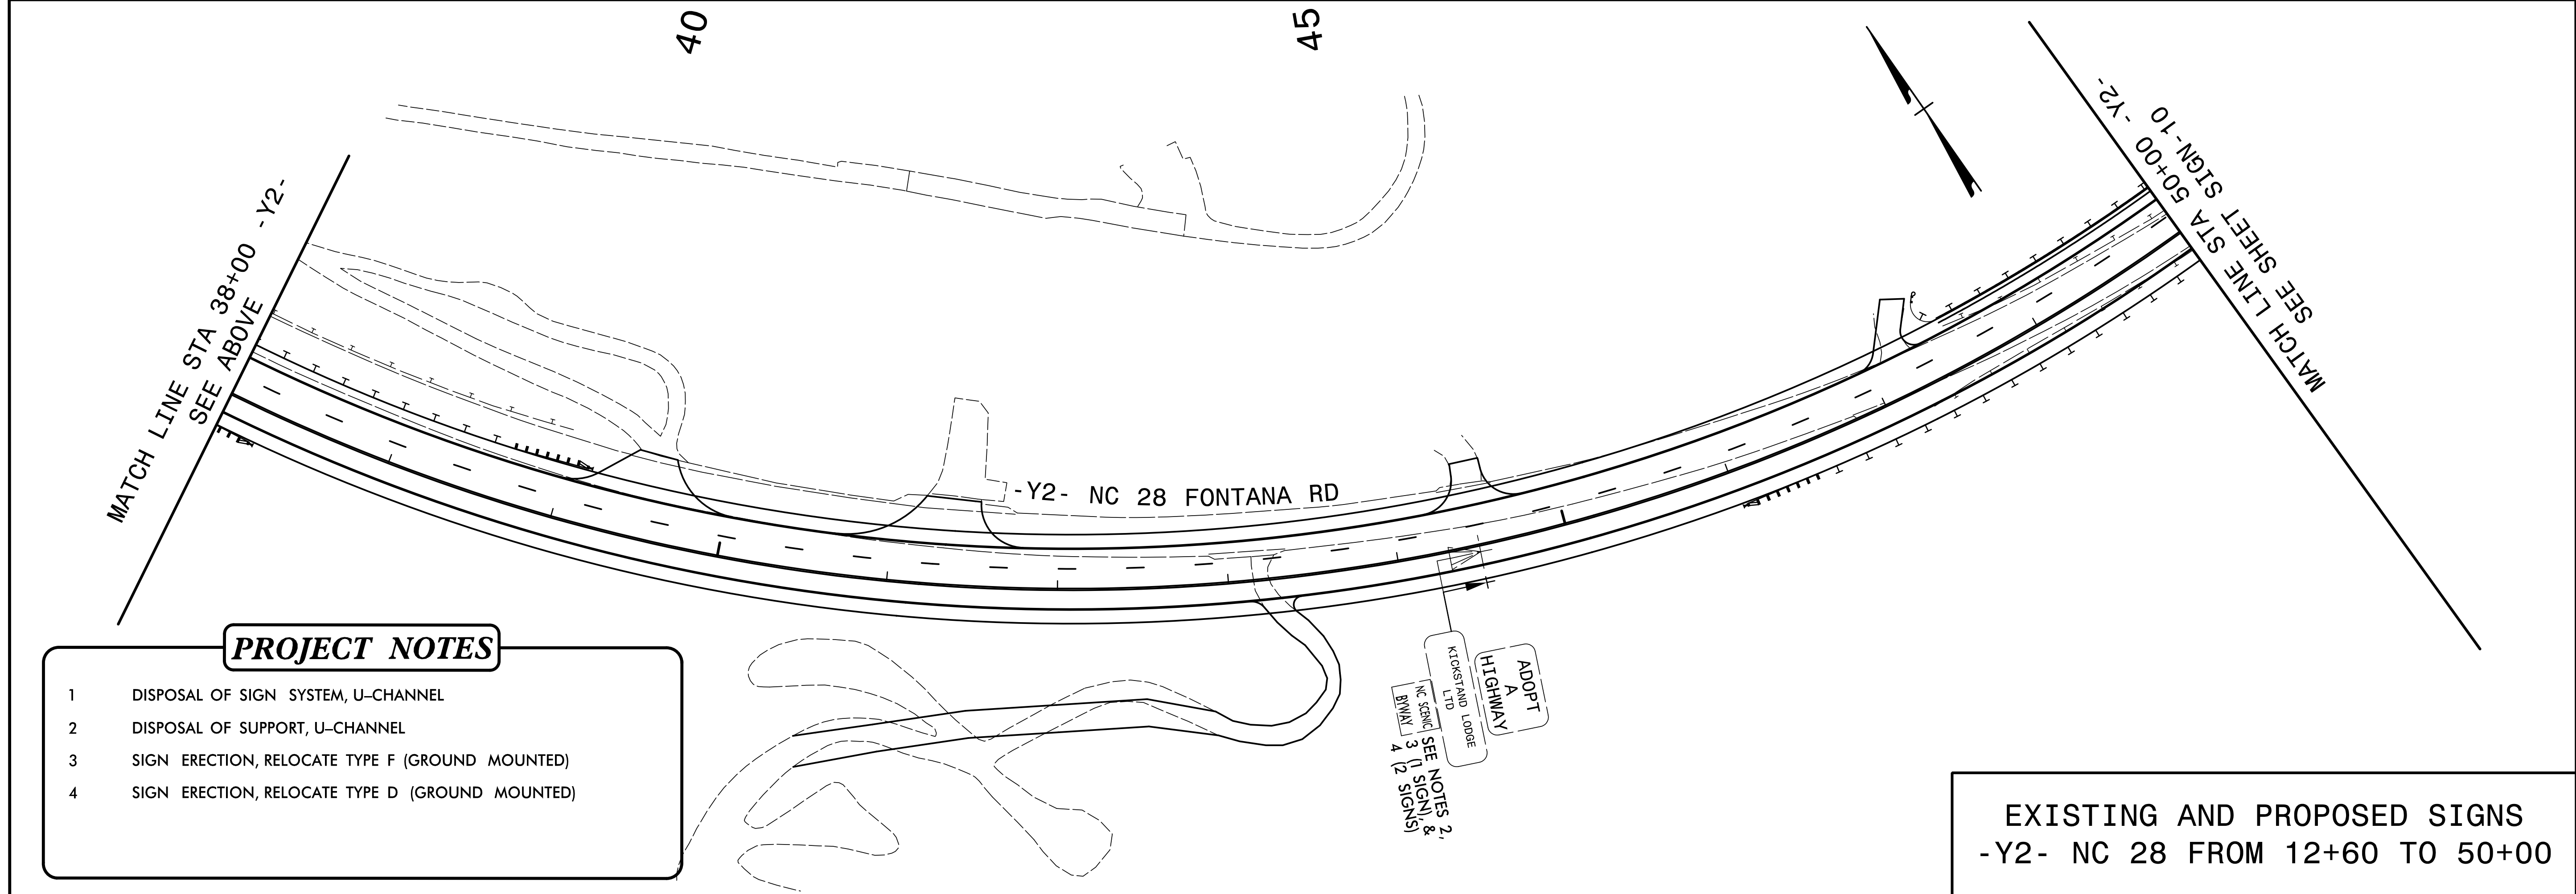 40
45
MATCH LINE STA 38+00 -Y2-
SEE ABOVE
-Y2- NC 28 FONTANA RD
MATCH LINE STA 50+00 -Y2-
SEE SHEET SIGN-10
ADOPT
A
HIGHWAY
KICKSTAND LODGE
LTD
NC SCENIC
BYWAY
SEE NOTES 2,
3 (1 SIGN), &
4 (2 SIGNS)
PROJECT NOTES
1 DISPOSAL OF SIGN SYSTEM, U–CHANNEL
2 DISPOSAL OF SUPPORT, U–CHANNEL
3 SIGN ERECTION, RELOCATE TYPE F (GROUND MOUNTED)
4 SIGN ERECTION, RELOCATE TYPE D (GROUND MOUNTED)
EXISTING AND PROPOSED SIGNS
-Y2- NC 28 FROM 12+60 TO 50+00